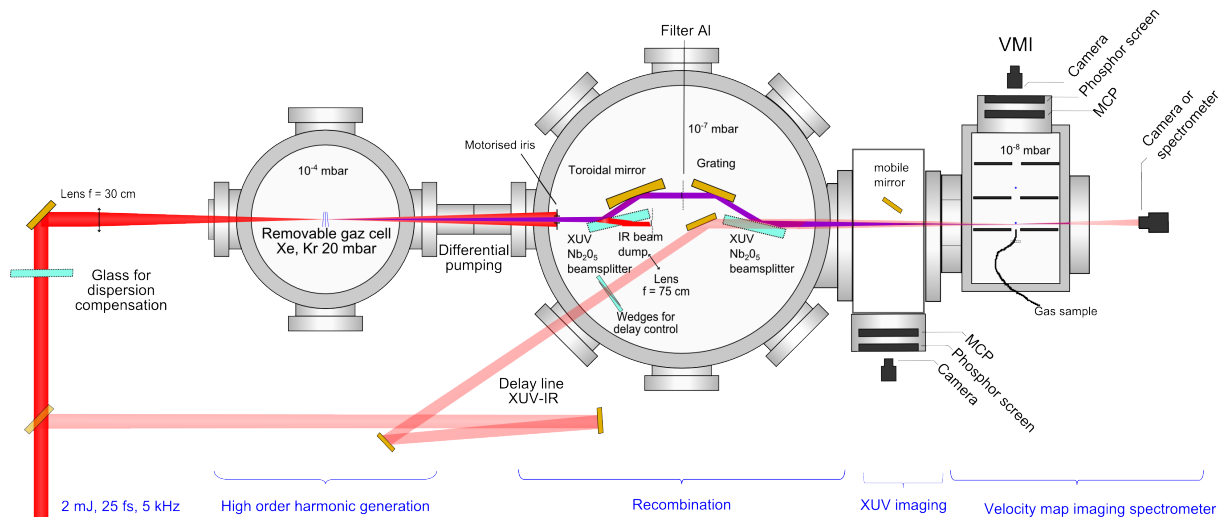 Filter Al
VMI
Camera
Phosphor screen
MCP
Camera or
spectrometer
10-7 mbar
10-8 mbar
Motorised iris
Toroidal mirror
Grating
mobile
mirror
10-4 mbar
Lens f = 30 cm
Removable gaz cell
Xe, Kr 20 mbar
Differential
pumping
XUV
Nb205
beamsplitter
IR beam
dump
Lens
f = 75 cm
XUV
Nb205
beamsplitter
Glass for
dispersion
compensation
Wedges for
delay control
Gas sample
MCP
Phosphor screen
Camera
Delay line
XUV-IR
2 mJ, 25 fs, 5 kHz
High order harmonic generation
Recombination
XUV imaging
Velocity map imaging spectrometer